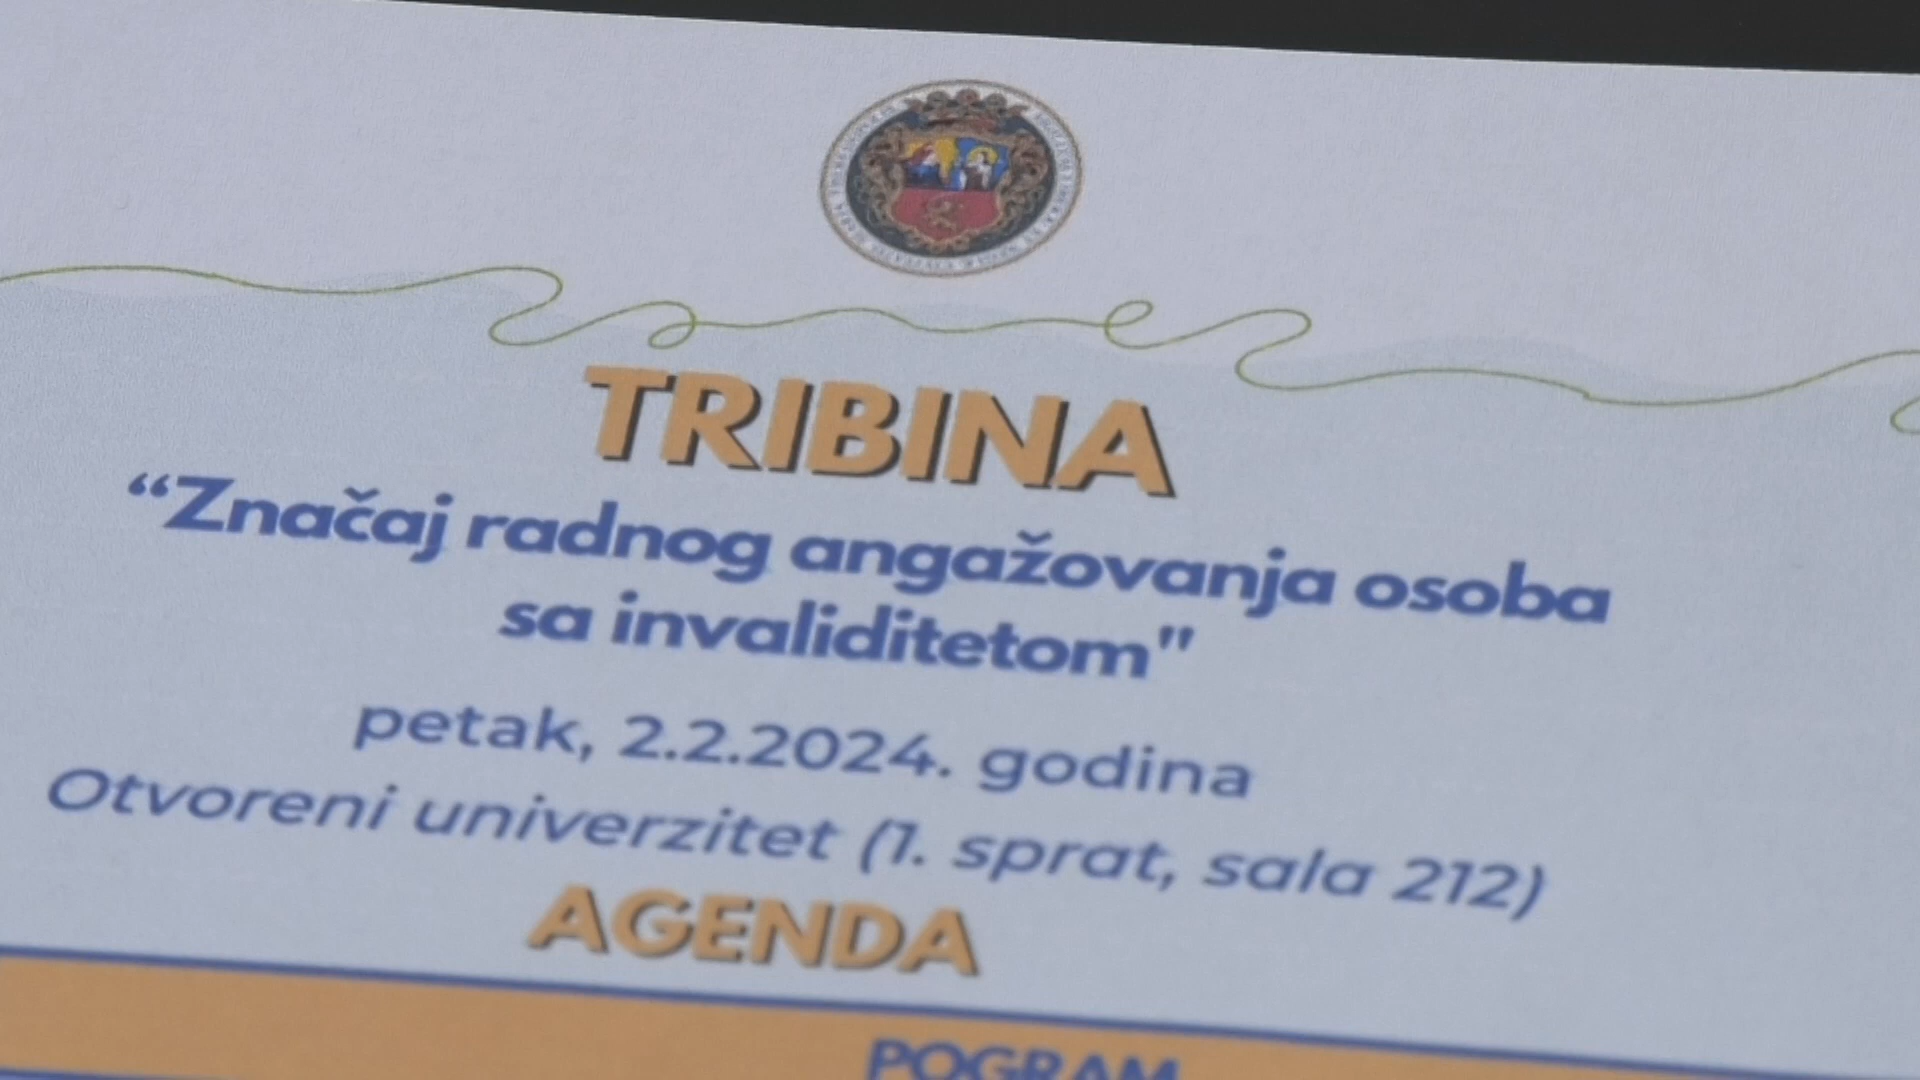 TRIBINA
“Značaj radnog angažovanja osoba
sa invaliditetom"
petak, 2.2.2024. godina
Otvoreni univerzitet (1. sprat, sala 212)
AGENDA
POGRAM